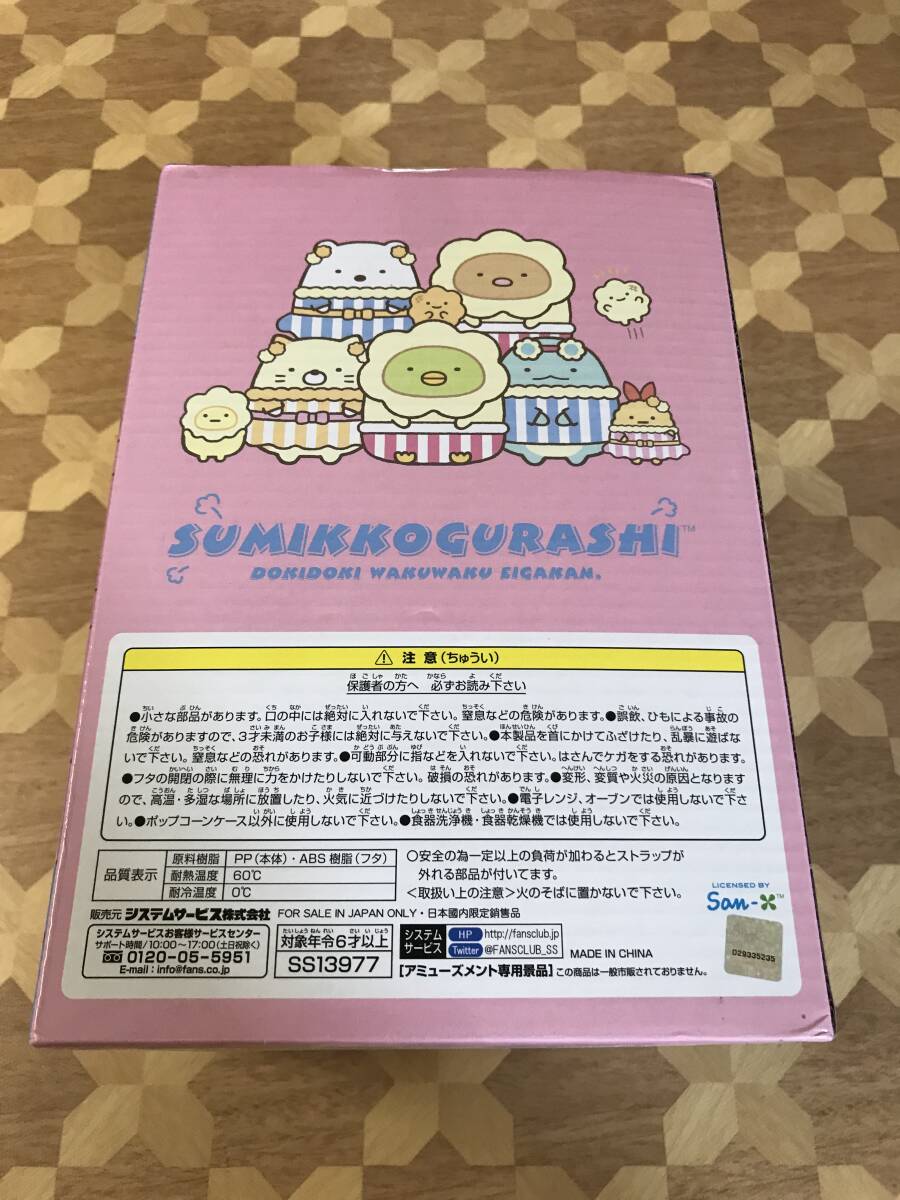 SUMIKKOGURASHI™
DOKIDOKI WAKUWAKU EIGAKAN.
⚠ 注意(ちゅうい)
保護者の方へ 必ずお読み下さい
●小さな部品があります。口の中には絶対に入れないで下さい。窒息などの危険があります。●誤飲、ひもによる事故の
危険がありますので、3才未満のお子様には絶対に与えないで下さい。●本製品を首にかけてふざけたり、乱暴に遊ばな
いで下さい。窒息などの恐れがあります。●可動部分に指などを入れないで下さい。はさんでケガをする恐れがあります。
●フタの開閉の際に無理に力をかけたりしないで下さい。破損の恐れがあります。●変形、変質や火災の原因となります
ので、高温・多湿な場所に放置したり、火気に近づけたりしないで下さい。●電子レンジ、オーブンでは使用しないで下さ
い。●ポップコーンケース以外に使用しないで下さい。●食器洗浄機・食器乾燥機では使用しないで下さい。
品質表示
原料樹脂 PP(本体)・ABS樹脂(フタ)
耐熱温度 60℃
耐冷温度 0℃
○安全の為一定以上の負荷が加わるとストラップが
外れる部品が付いてます。
<取扱い上の注意>火のそばに置かないで下さい。
LICENSED BY
San-X™
029335235
販売元 システムサービス株式会社 FOR SALE IN JAPAN ONLY・日本國内限定銷售品
システムサービスお客様サービスセンター
サポート時間/10:00〜17:00(土日祝除く)
0120-05-5951
E-mail:info@fans.co.jp
対象年令6才以上
SS13977
システムサービス
HP http://fansclub.jp
Twitter @FANSCLUB_SS
MADE IN CHINA
[アミューズメント専用景品] この商品は一般市販されておりません。